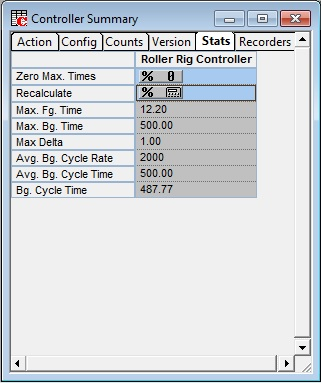 Controller Summary
Action Config Counts Version Stats Recorders
Roller Rig Controller
Zero Max. Times % 0
Recalculate %
Max. Fg. Time 12.20
Max. Bg. Time 500.00
Max Delta 1.00
Avg. Bg. Cycle Rate 2000
Avg. Bg. Cycle Time 500.00
Bg. Cycle Time 487.77